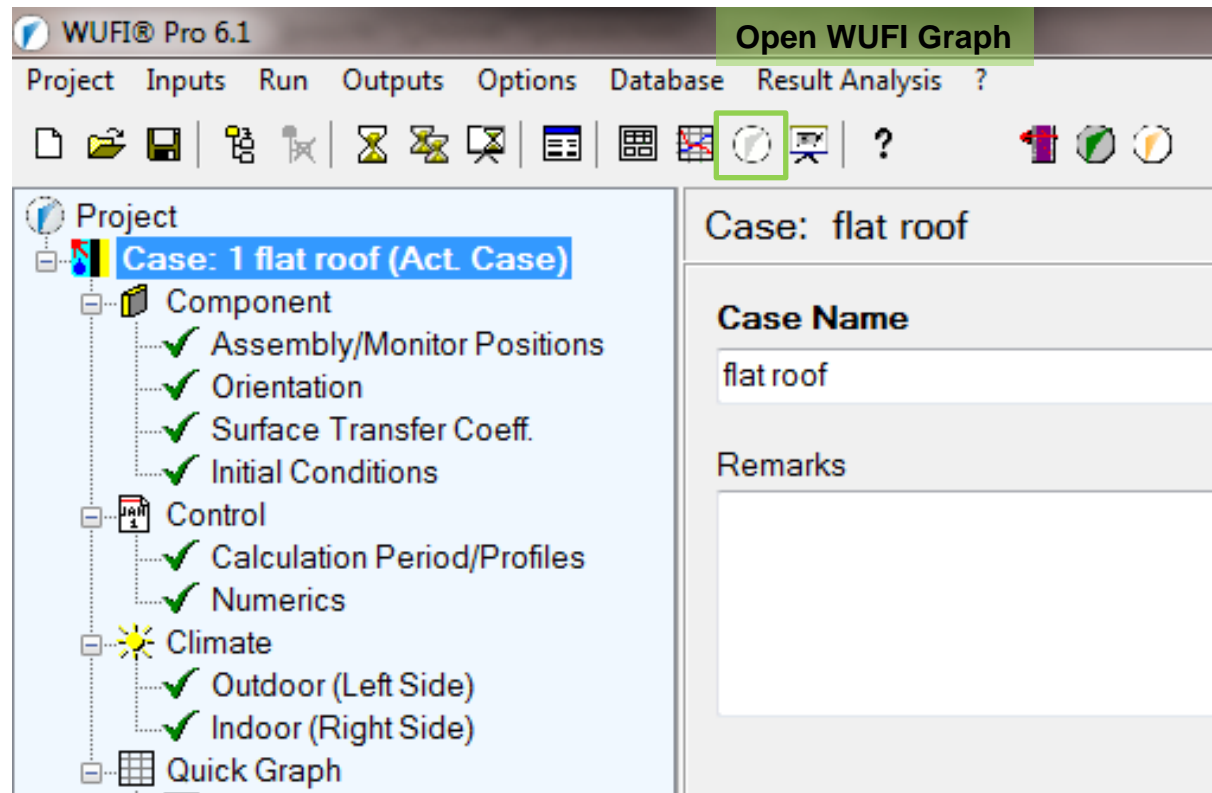 WUFI® Pro 6.1
Open WUFI Graph
Project Inputs Run Outputs Options Database Result Analysis ?
?
Project
Case: 1 flat roof (Act. Case)
Component
Assembly/Monitor Positions
Orientation
Surface Transfer Coeff.
Initial Conditions
JAN
1
Control
Calculation Period/Profiles
Numerics
Climate
Outdoor (Left Side)
Indoor (Right Side)
Quick Graph
Case: flat roof
Case Name
flat roof
Remarks